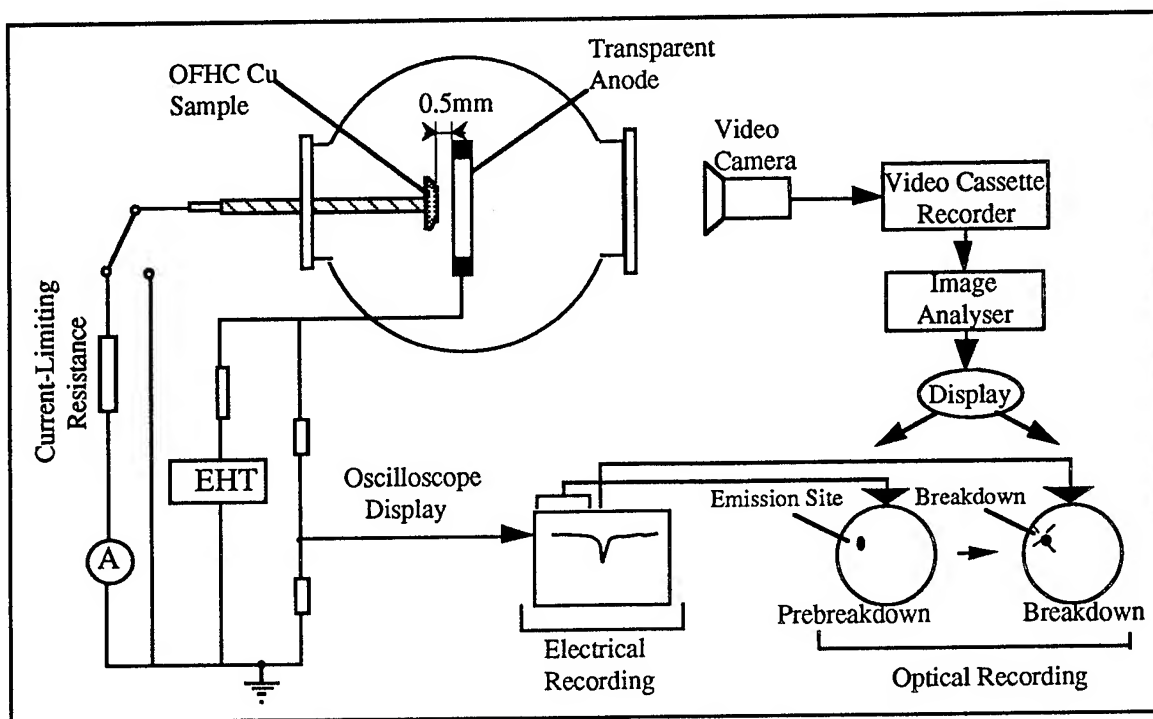 OFHC Cu
Sample
0.5mm
Transparent
Anode
Video
Camera
Video Cassette
Recorder
Image
Analyser
Display
Current-Limiting
Resistance
EHT
A
Oscilloscope
Display
Emission Site
Breakdown
Prebreakdown
Breakdown
Electrical
Recording
Optical Recording